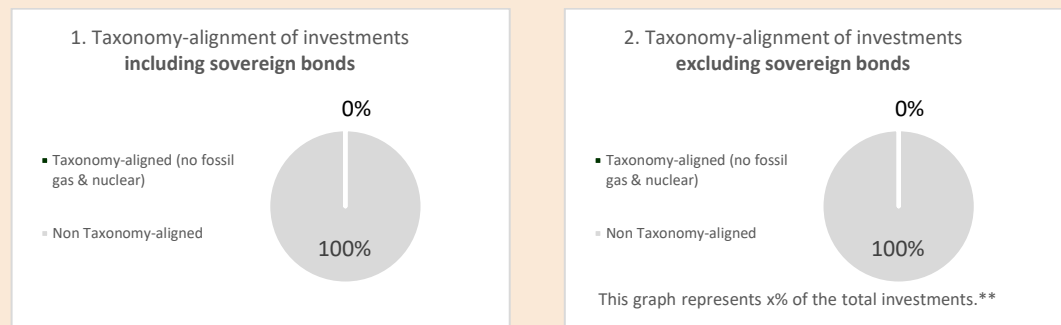 1. Taxonomy-alignment of investments
including sovereign bonds
0%
Taxonomy-aligned (no fossil
gas & nuclear)
Non Taxonomy-aligned
100%
2. Taxonomy-alignment of investments
excluding sovereign bonds
0%
Taxonomy-aligned (no fossil
gas & nuclear)
Non Taxonomy-aligned
100%
This graph represents x% of the total investments.**